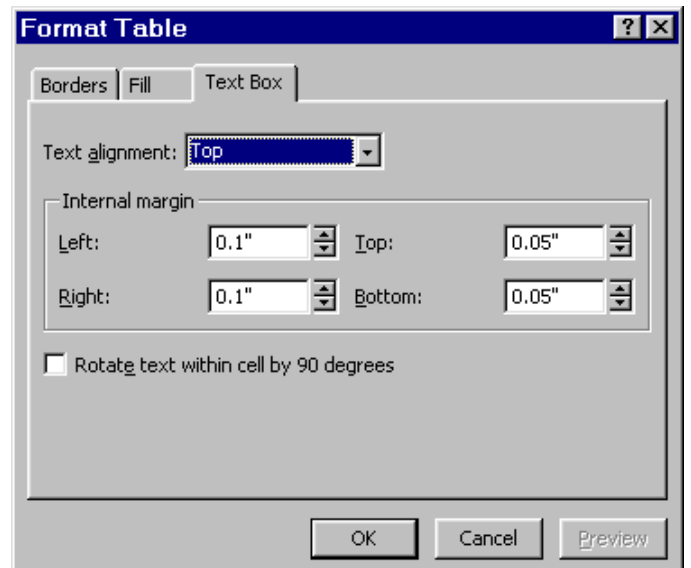 Format Table
Borders Fill Text Box
Text alignment: Top
Internal margin
Left: 0.1" Top: 0.05"
Right: 0.1" Bottom: 0.05"
Rotate text within cell by 90 degrees
OK Cancel Preview